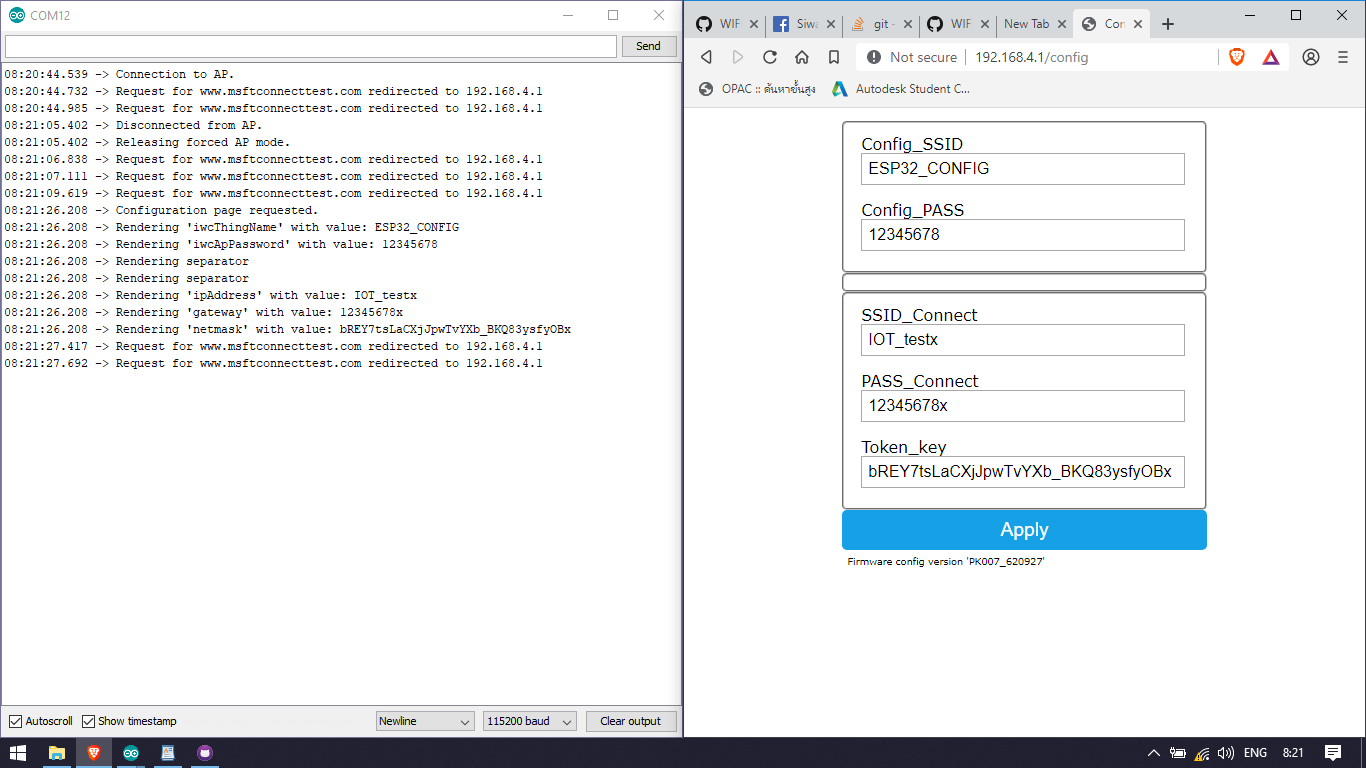 COM12
Send
08:20:44.539 -> Connection to AP.
08:20:44.732 -> Request for www.msftconnecttest.com redirected to 192.168.4.1
08:20:44.985 -> Request for www.msftconnecttest.com redirected to 192.168.4.1
08:21:05.402 -> Disconnected from AP.
08:21:05.402 -> Releasing forced AP mode.
08:21:06.838 -> Request for www.msftconnecttest.com redirected to 192.168.4.1
08:21:07.111 -> Request for www.msftconnecttest.com redirected to 192.168.4.1
08:21:09.619 -> Request for www.msftconnecttest.com redirected to 192.168.4.1
08:21:26.208 -> Configuration page requested.
08:21:26.208 -> Rendering 'iwcThingName' with value: ESP32_CONFIG
08:21:26.208 -> Rendering 'iwcApPassword' with value: 12345678
08:21:26.208 -> Rendering separator
08:21:26.208 -> Rendering separator
08:21:26.208 -> Rendering 'ipAddress' with value: IOT_testx
08:21:26.208 -> Rendering 'gateway' with value: 12345678x
08:21:26.208 -> Rendering 'netmask' with value: bREY7tsLaCXjJpwTvYXb_BKQ83ysfyOBx
08:21:27.417 -> Request for www.msftconnecttest.com redirected to 192.168.4.1
08:21:27.692 -> Request for www.msftconnecttest.com redirected to 192.168.4.1
Autoscroll Show timestamp Newline 115200 baud Clear output
WIF Siwa git - WIF New Tab Con
Not secure 192.168.4.1/config
OPAC :: ค้นหาขั้นสูง Autodesk Student C...
Config_SSID
ESP32_CONFIG
Config_PASS
12345678
SSID_Connect
IOT_testx
PASS_Connect
12345678x
Token_key
bREY7tsLaCXjJpwTvYXb_BKQ83ysfyOBx
Apply
Firmware config version 'PK007_620927'
ENG 8:21